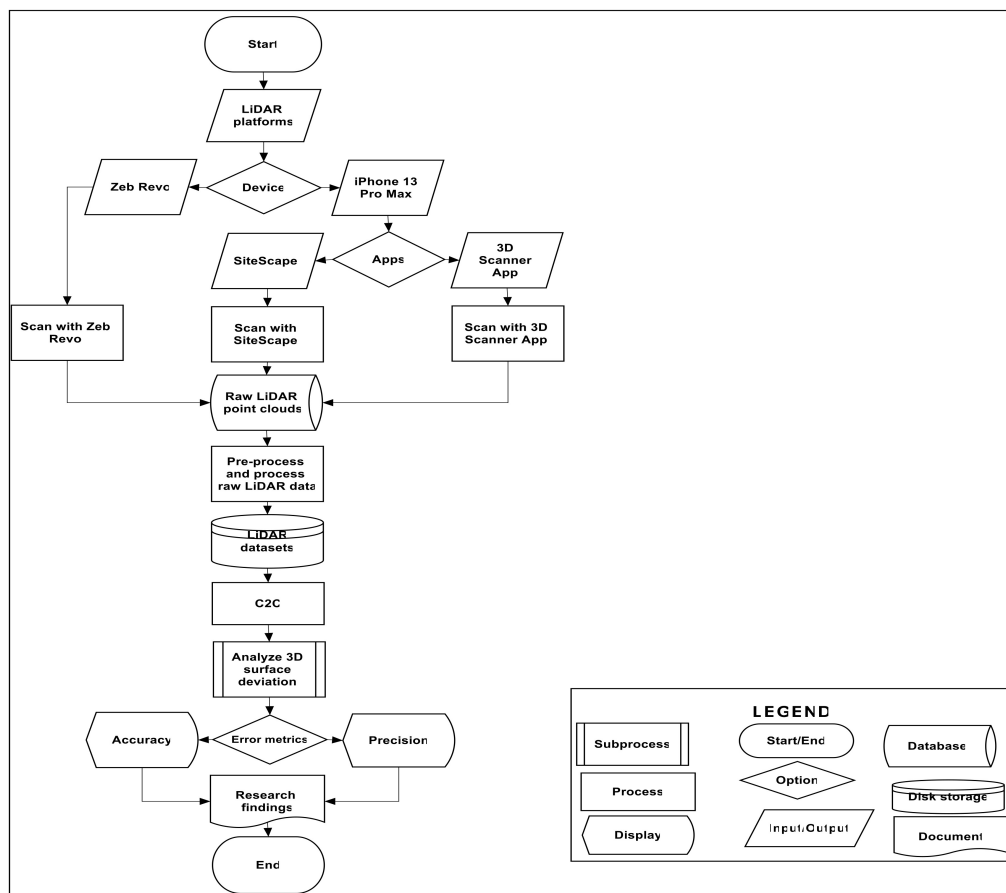 Start
LiDAR
platforms
Zeb Revo
Device
iPhone 13
Pro Max
SiteScape
Apps
3D
Scanner
App
Scan with Zeb
Revo
Scan with
SiteScape
Scan with 3D
Scanner App
Raw LiDAR
point clouds
Pre-process
and process
raw LiDAR data
LiDAR
datasets
C2C
Analyze 3D
surface
deviation
Accuracy
Error metrics
Precision
Research
findings
End
LEGEND
Subprocess
Start/End
Database
Process
Option
Disk storage
Display
Input/Output
Document